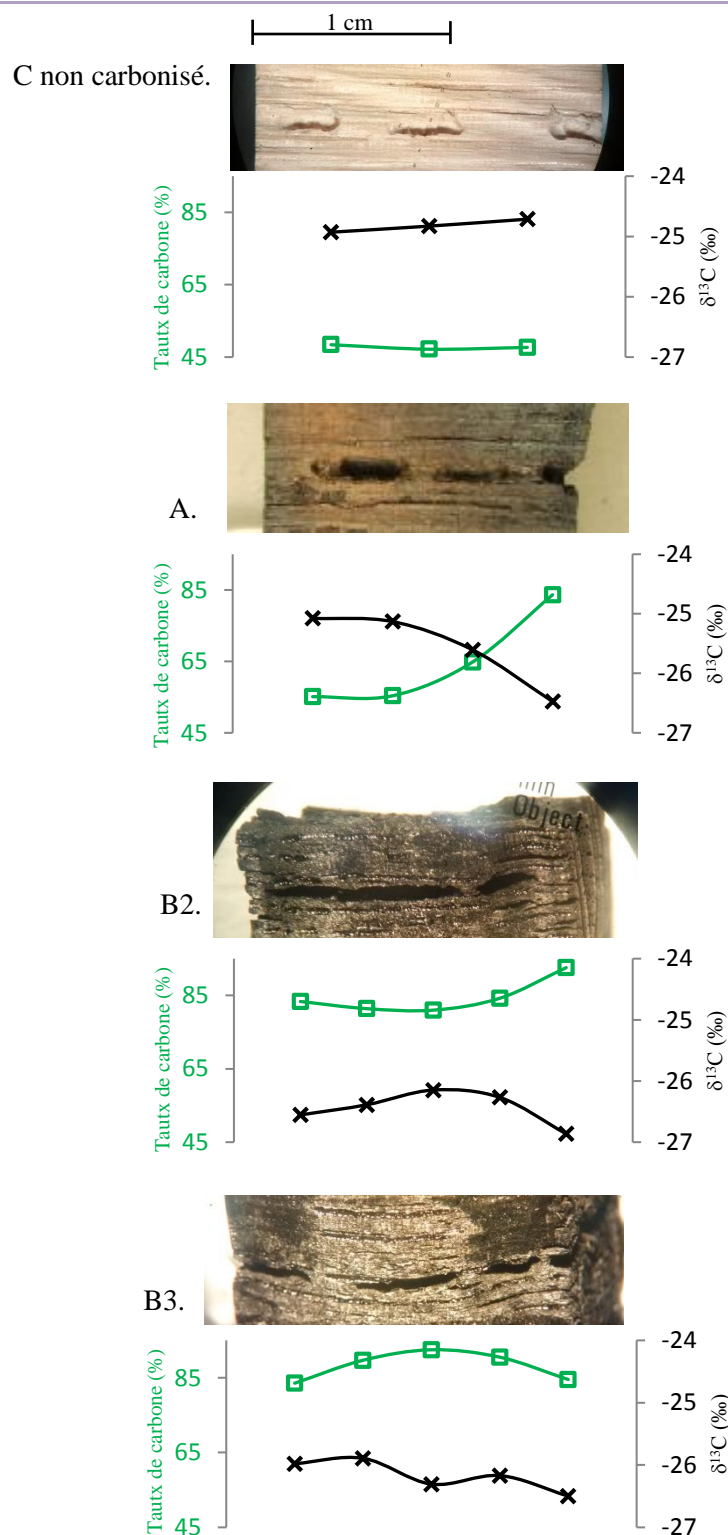 1 cm
C non carbonisé.
Tautx de carbone (%)
85
65
45
-24
-25
-26
-27
δ¹³C (‰)
A.
Tautx de carbone (%)
85
65
45
-24
-25
-26
-27
δ¹³C (‰)
Object
B2.
Tautx de carbone (%)
85
65
45
-24
-25
-26
-27
δ¹³C (‰)
B3.
Tautx de carbone (%)
85
65
45
-24
-25
-26
-27
δ¹³C (‰)